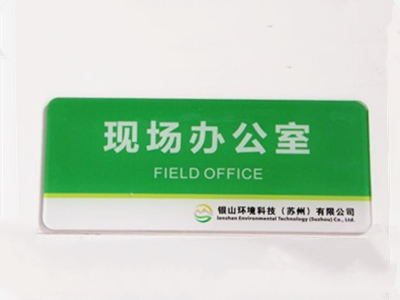 现场办公室
FIELD OFFICE
银山环境科技（苏州）有限公司
Ienshan Environmental Technology (Suzhou) Co., Ltd.